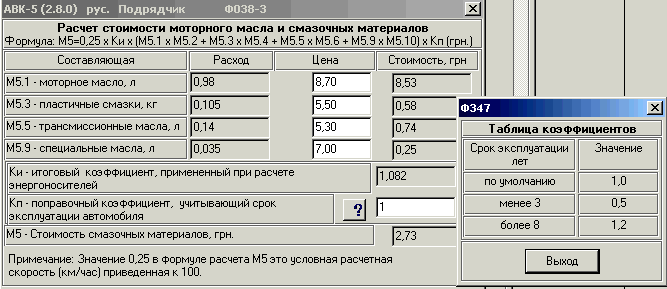 АВК-5 (2.8.0) рус. Подрядчик Ф038-3
Расчет стоимости моторного масла и смазочных материалов
Формула: М5=0,25 х Ки х (М5.1 х М5.2 + М5.3 х М5.4 + М5.5 х М5.6 + М5.9 х М5.10) х Кп (грн.)
Составляющая Расход Цена Стоимость, грн
М5.1 - моторное масло, л 0,98 8,70 8,53
М5.3 - пластичные смазки, кг 0,105 5,50 0,58
М5.5 - трансмиссионные масла, л 0,14 5,30 0,74
М5.9 - специальные масла, л 0,035 7,00 0,25
Ки - итоговый коэффициент, примененный при расчете
энергоносителей 1,082
Кп - поправочный коэффициент, учитывающий срок
эксплуатации автомобиля ? 1
М5 - Стоимость смазочных материалов, грн. 2,73
Примечание: Значение 0,25 в формуле расчета М5 это условная расчетная
скорость (км/час) приведенная к 100.
Ф347
Таблица коэффициентов
Срок эксплуатации
лет Значение
по умолчанию 1,0
менее 3 0,5
более 8 1,2
Выход